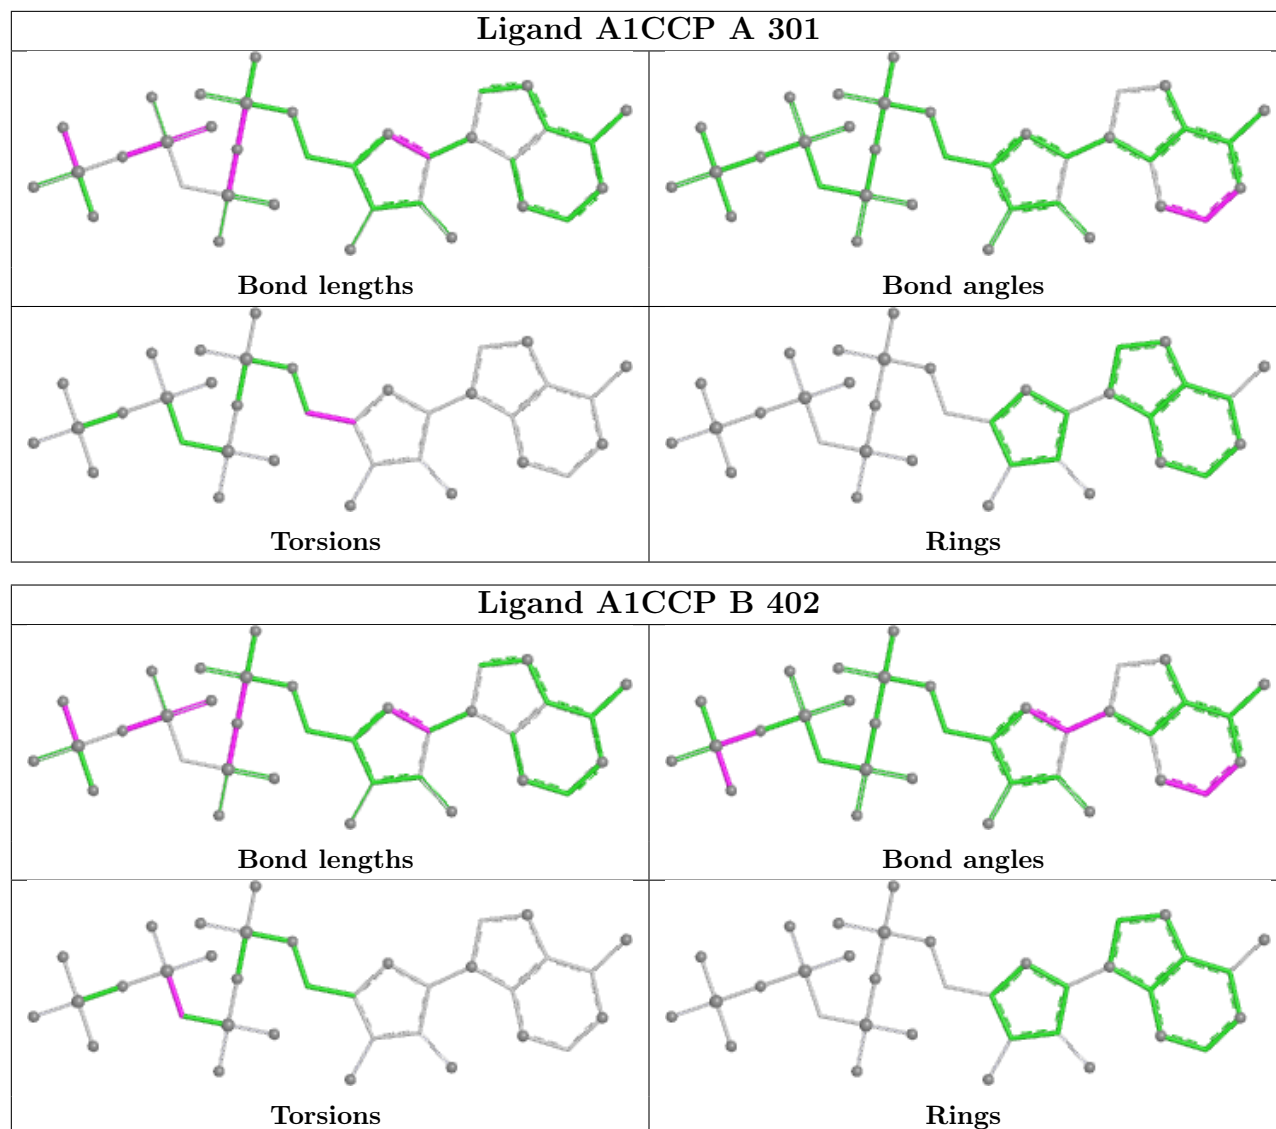 Ligand A1CCP A 301
Bond lengths
Bond angles
Torsions
Rings
Ligand A1CCP B 402
Bond lengths
Bond angles
Torsions
Rings